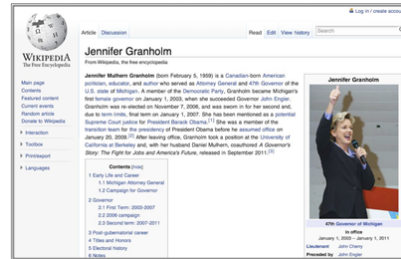 Log in / create account
Article Discussion Read Edit View history Search
WIKIPEDIA
The Free Encyclopedia
Main page
Contents
Featured content
Current events
Random article
Donate to Wikipedia
Interaction
Toolbox
Print/export
Languages
Jennifer Granholm
From Wikipedia, the free encyclopedia
Jennifer Mulhern Granholm (born February 5, 1959) is a Canadian-born American
politician, educator, and author who served as Attorney General and 47th Governor of the
U.S. state of Michigan. A member of the Democratic Party, Granholm became Michigan's
first female governor on January 1, 2003, when she succeeded Governor John Engler.
Granholm was re-elected on November 7, 2006, and was sworn in for her second and,
due to term limits, final term on January 1, 2007. She has been mentioned as a potential
Supreme Court justice for President Barack Obama.[1] She was a member of the
transition team for the presidency of President Obama before he assumed office on
January 20, 2009.[2] After leaving office, Granholm took a position at the University of
California at Berkeley and, with her husband Daniel Mulhern, coauthored A Governor's
Story: The Fight for Jobs and America's Future, released in September 2011.[3]
Contents [hide]
1 Early Life and Career
1.1 Michigan Attorney General
1.2 Campaign for Governor
2 Governor
2.1 First Term: 2003-2007
2.2 2006 campaign
2.3 Second term: 2007-2011
3 Post-gubernatorial career
4 Titles and Honors
5 Electoral history
6 Notes
Jennifer Granholm
47th Governor of Michigan
In office
January 1, 2003 – January 1, 2011
Lieutenant John Cherry
Preceded by John Engler